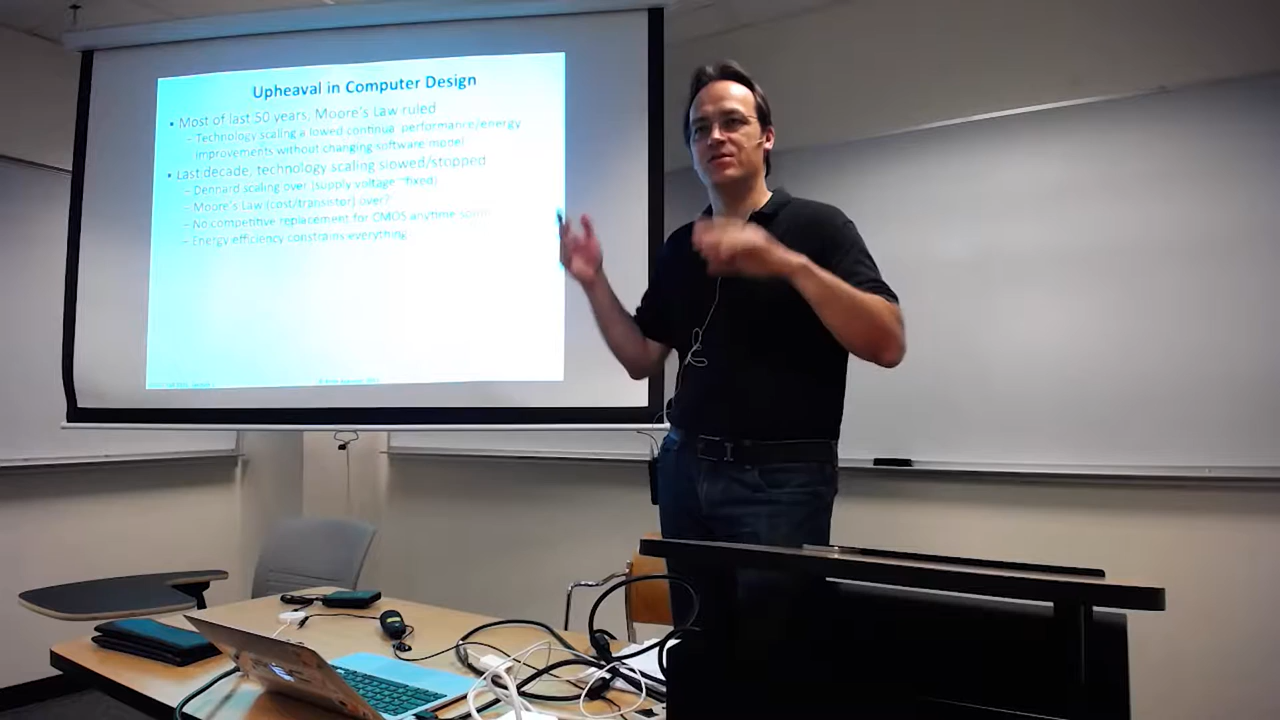 Upheaval in Computer Design
• Most of last 50 years, Moore's Law ruled
– Technology scaling allowed continual performance/energy
improvements without changing software model
• Last decade, technology scaling slowed/stopped
– Dennard scaling over (supply voltage ~fixed)
– Moore's Law (cost/transistor) over?
– No competitive replacement for CMOS anytime soon
– Energy efficiency constrains everything